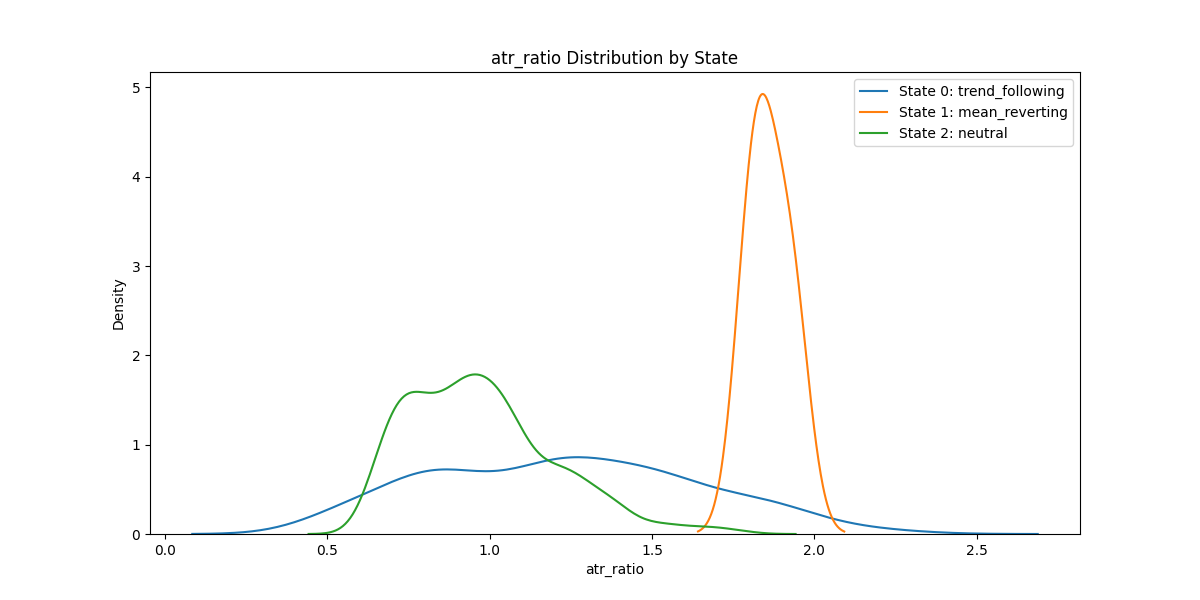 atr_ratio Distribution by State
State 0: trend_following
State 1: mean_reverting
State 2: neutral
Density
5
4
3
2
1
0
0.0 0.5 1.0 1.5 2.0 2.5
atr_ratio